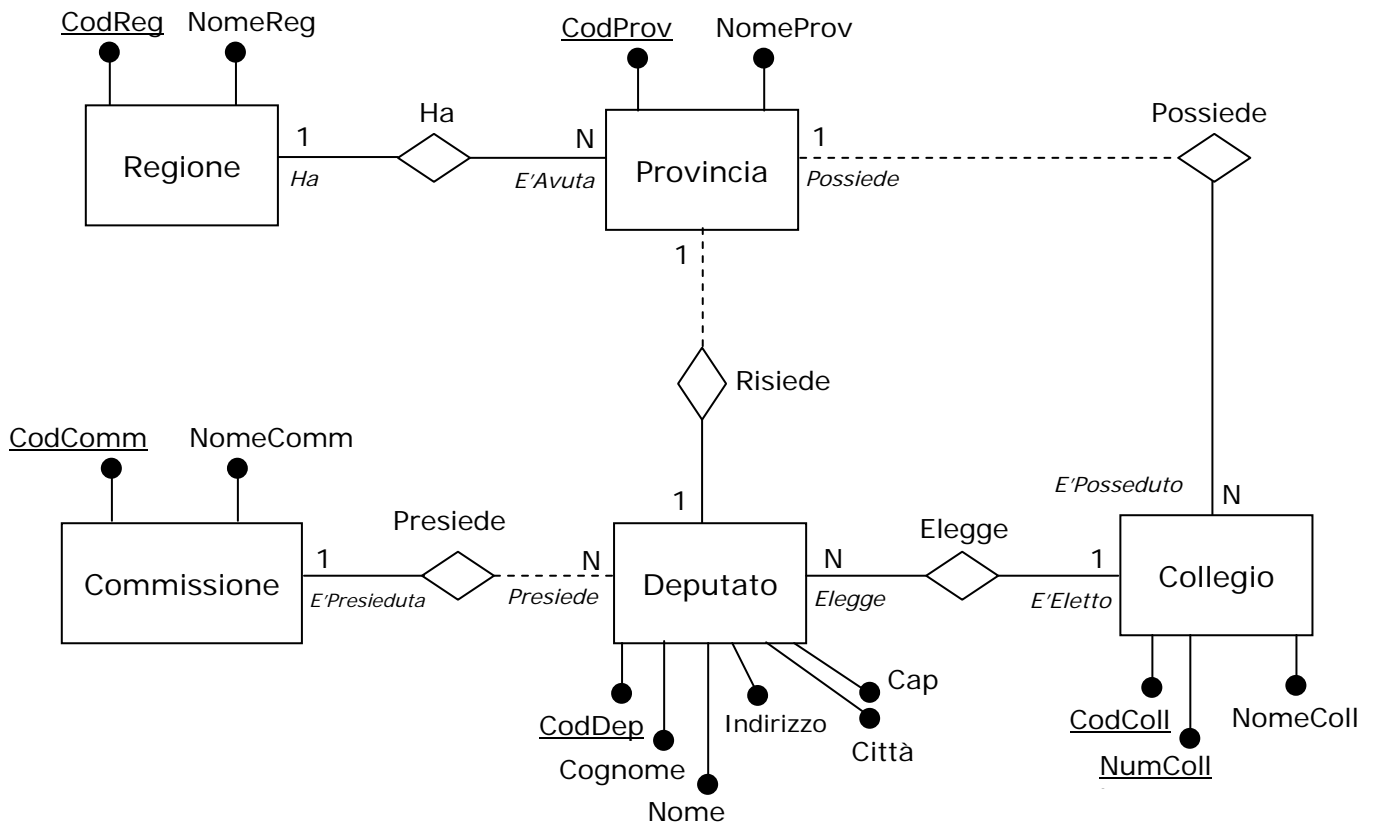 CodReg NomeReg
CodProv NomeProv
Ha
Possiede
1
N
1
Regione
Provincia
Ha
E'Avuta
Possiede
1
Risiede
CodComm NomeComm
E'Posseduto
N
1
Presiede
Elegge
1
N
N
1
Commissione
Deputato
Collegio
E'Presieduta
Presiede
Elegge
E'Eletto
Cap
CodDep
Indirizzo
CodColl
NomeColl
Città
Cognome
NumColl
Nome